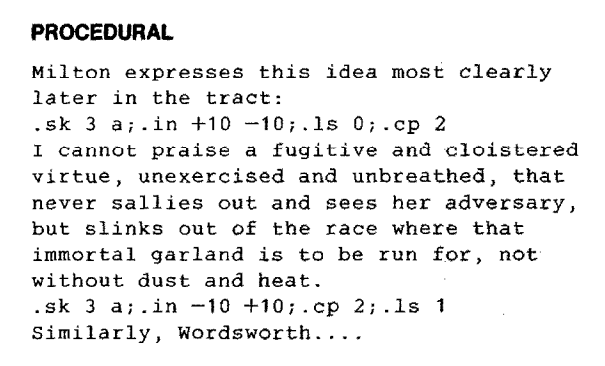 PROCEDURAL
Milton expresses this idea most clearly
later in the tract:
.sk 3 a;.in +10 −10;.ls 0;.cp 2
I cannot praise a fugitive and cloistered
virtue, unexercised and unbreathed, that
never sallies out and sees her adversary,
but slinks out of the race where that
immortal garland is to be run for, not
without dust and heat.
.sk 3 a;.in −10 +10;.cp 2;.ls 1
Similarly, Wordsworth....